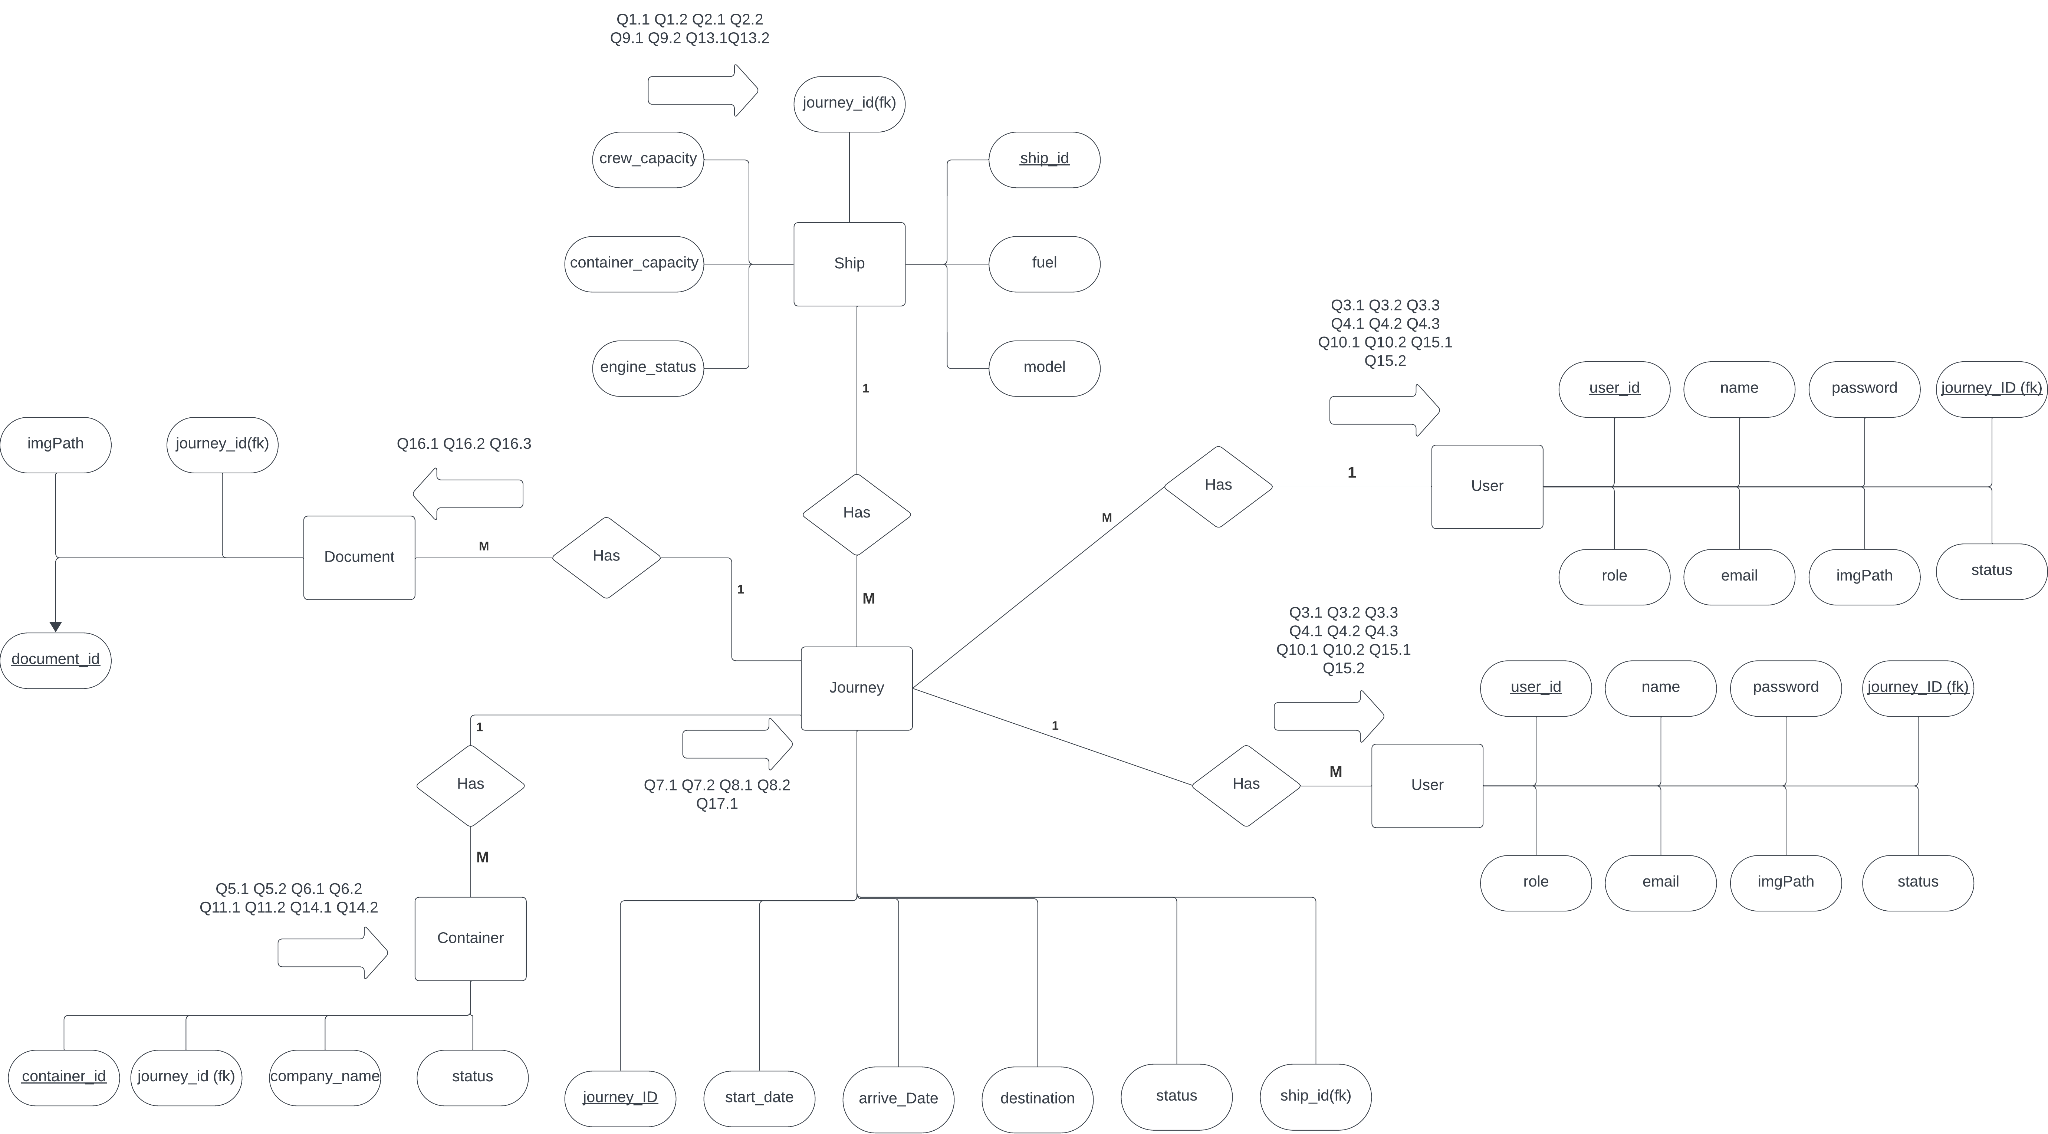 Q1.1 Q1.2 Q2.1 Q2.2
Q9.1 Q9.2 Q13.1Q13.2
journey_id(fk)
crew_capacity
ship_id
container_capacity
Ship
fuel
engine_status
model
1
Has
M
Q3.1 Q3.2 Q3.3
Q4.1 Q4.2 Q4.3
Q10.1 Q10.2 Q15.1
Q15.2
user_id
name
password
journey_ID (fk)
Has
M
1
User
role
email
imgPath
status
imgPath
journey_id(fk)
Q16.1 Q16.2 Q16.3
Document
M
Has
1
document_id
Journey
Q3.1 Q3.2 Q3.3
Q4.1 Q4.2 Q4.3
Q10.1 Q10.2 Q15.1
Q15.2
user_id
name
password
journey_ID (fk)
1
Has
M
User
role
email
imgPath
status
1
Has
M
Q7.1 Q7.2 Q8.1 Q8.2
Q17.1
Q5.1 Q5.2 Q6.1 Q6.2
Q11.1 Q11.2 Q14.1 Q14.2
Container
container_id
journey_id (fk)
company_name
status
journey_ID
start_date
arrive_Date
destination
status
ship_id(fk)